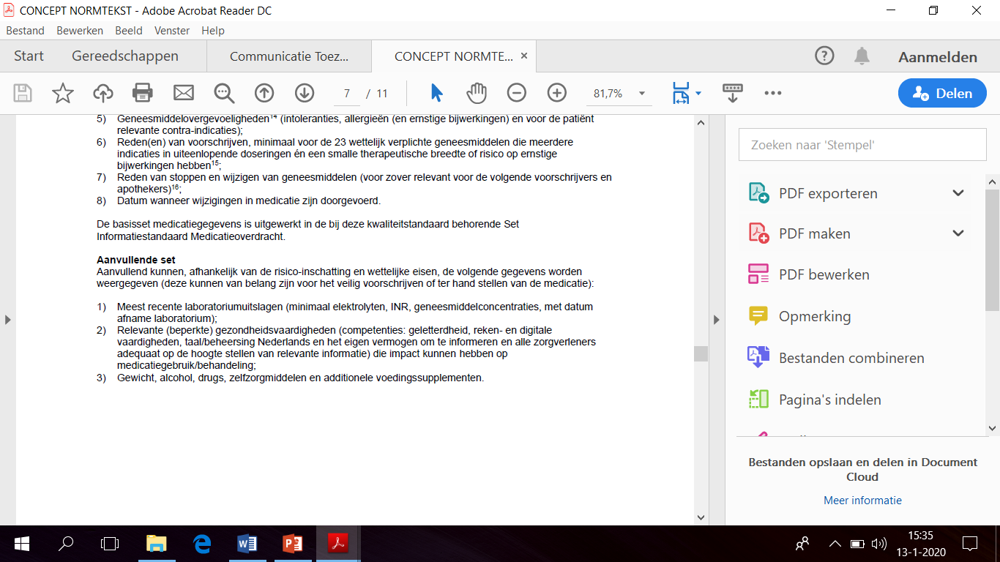 CONCEPT NORMTEKST - Adobe Acrobat Reader DC
Bestand Bewerken Beeld Venster Help
Start Gereedschappen Communicatie Toez... CONCEPT NORMTE... × Aanmelden
7 / 11 81,7% Delen
5) Geneesmiddelovergevoeligheden¹⁴ (intoleranties, allergieën (en ernstige bijwerkingen) en voor de patiënt
relevante contra-indicaties);
6) Reden(en) van voorschrijven, minimaal voor de 23 wettelijk verplichte geneesmiddelen die meerdere
indicaties in uiteenlopende doseringen én een smalle therapeutische breedte of risico op ernstige
bijwerkingen hebben¹⁵;
7) Reden van stoppen en wijzigen van geneesmiddelen (voor zover relevant voor de volgende voorschrijvers en
apothekers)¹⁶;
8) Datum wanneer wijzigingen in medicatie zijn doorgevoerd.
De basisset medicatiegegevens is uitgewerkt in de bij deze kwaliteitstandaard behorende Set
Informatiestandaard Medicatieoverdracht.
Aanvullende set
Aanvullend kunnen, afhankelijk van de risico-inschatting en wettelijke eisen, de volgende gegevens worden
weergegeven (deze kunnen van belang zijn voor het veilig voorschrijven of ter hand stellen van de medicatie):
1) Meest recente laboratoriumuitslagen (minimaal elektrolyten, INR, geneesmiddelconcentraties, met datum
afname laboratorium);
2) Relevante (beperkte) gezondheidsvaardigheden (competenties: geletterdheid, reken- en digitale
vaardigheden, taal/beheersing Nederlands en het eigen vermogen om te informeren en alle zorgverleners
adequaat op de hoogte stellen van relevante informatie) die impact kunnen hebben op
medicatiegebruik/behandeling;
3) Gewicht, alcohol, drugs, zelfzorgmiddelen en additionele voedingssupplementen.
Zoeken naar 'Stempel'
PDF exporteren
PDF maken
PDF bewerken
Opmerking
Bestanden combineren
Pagina's indelen
Bestanden opslaan en delen in Document
Cloud
Meer informatie
15:35
13-1-2020